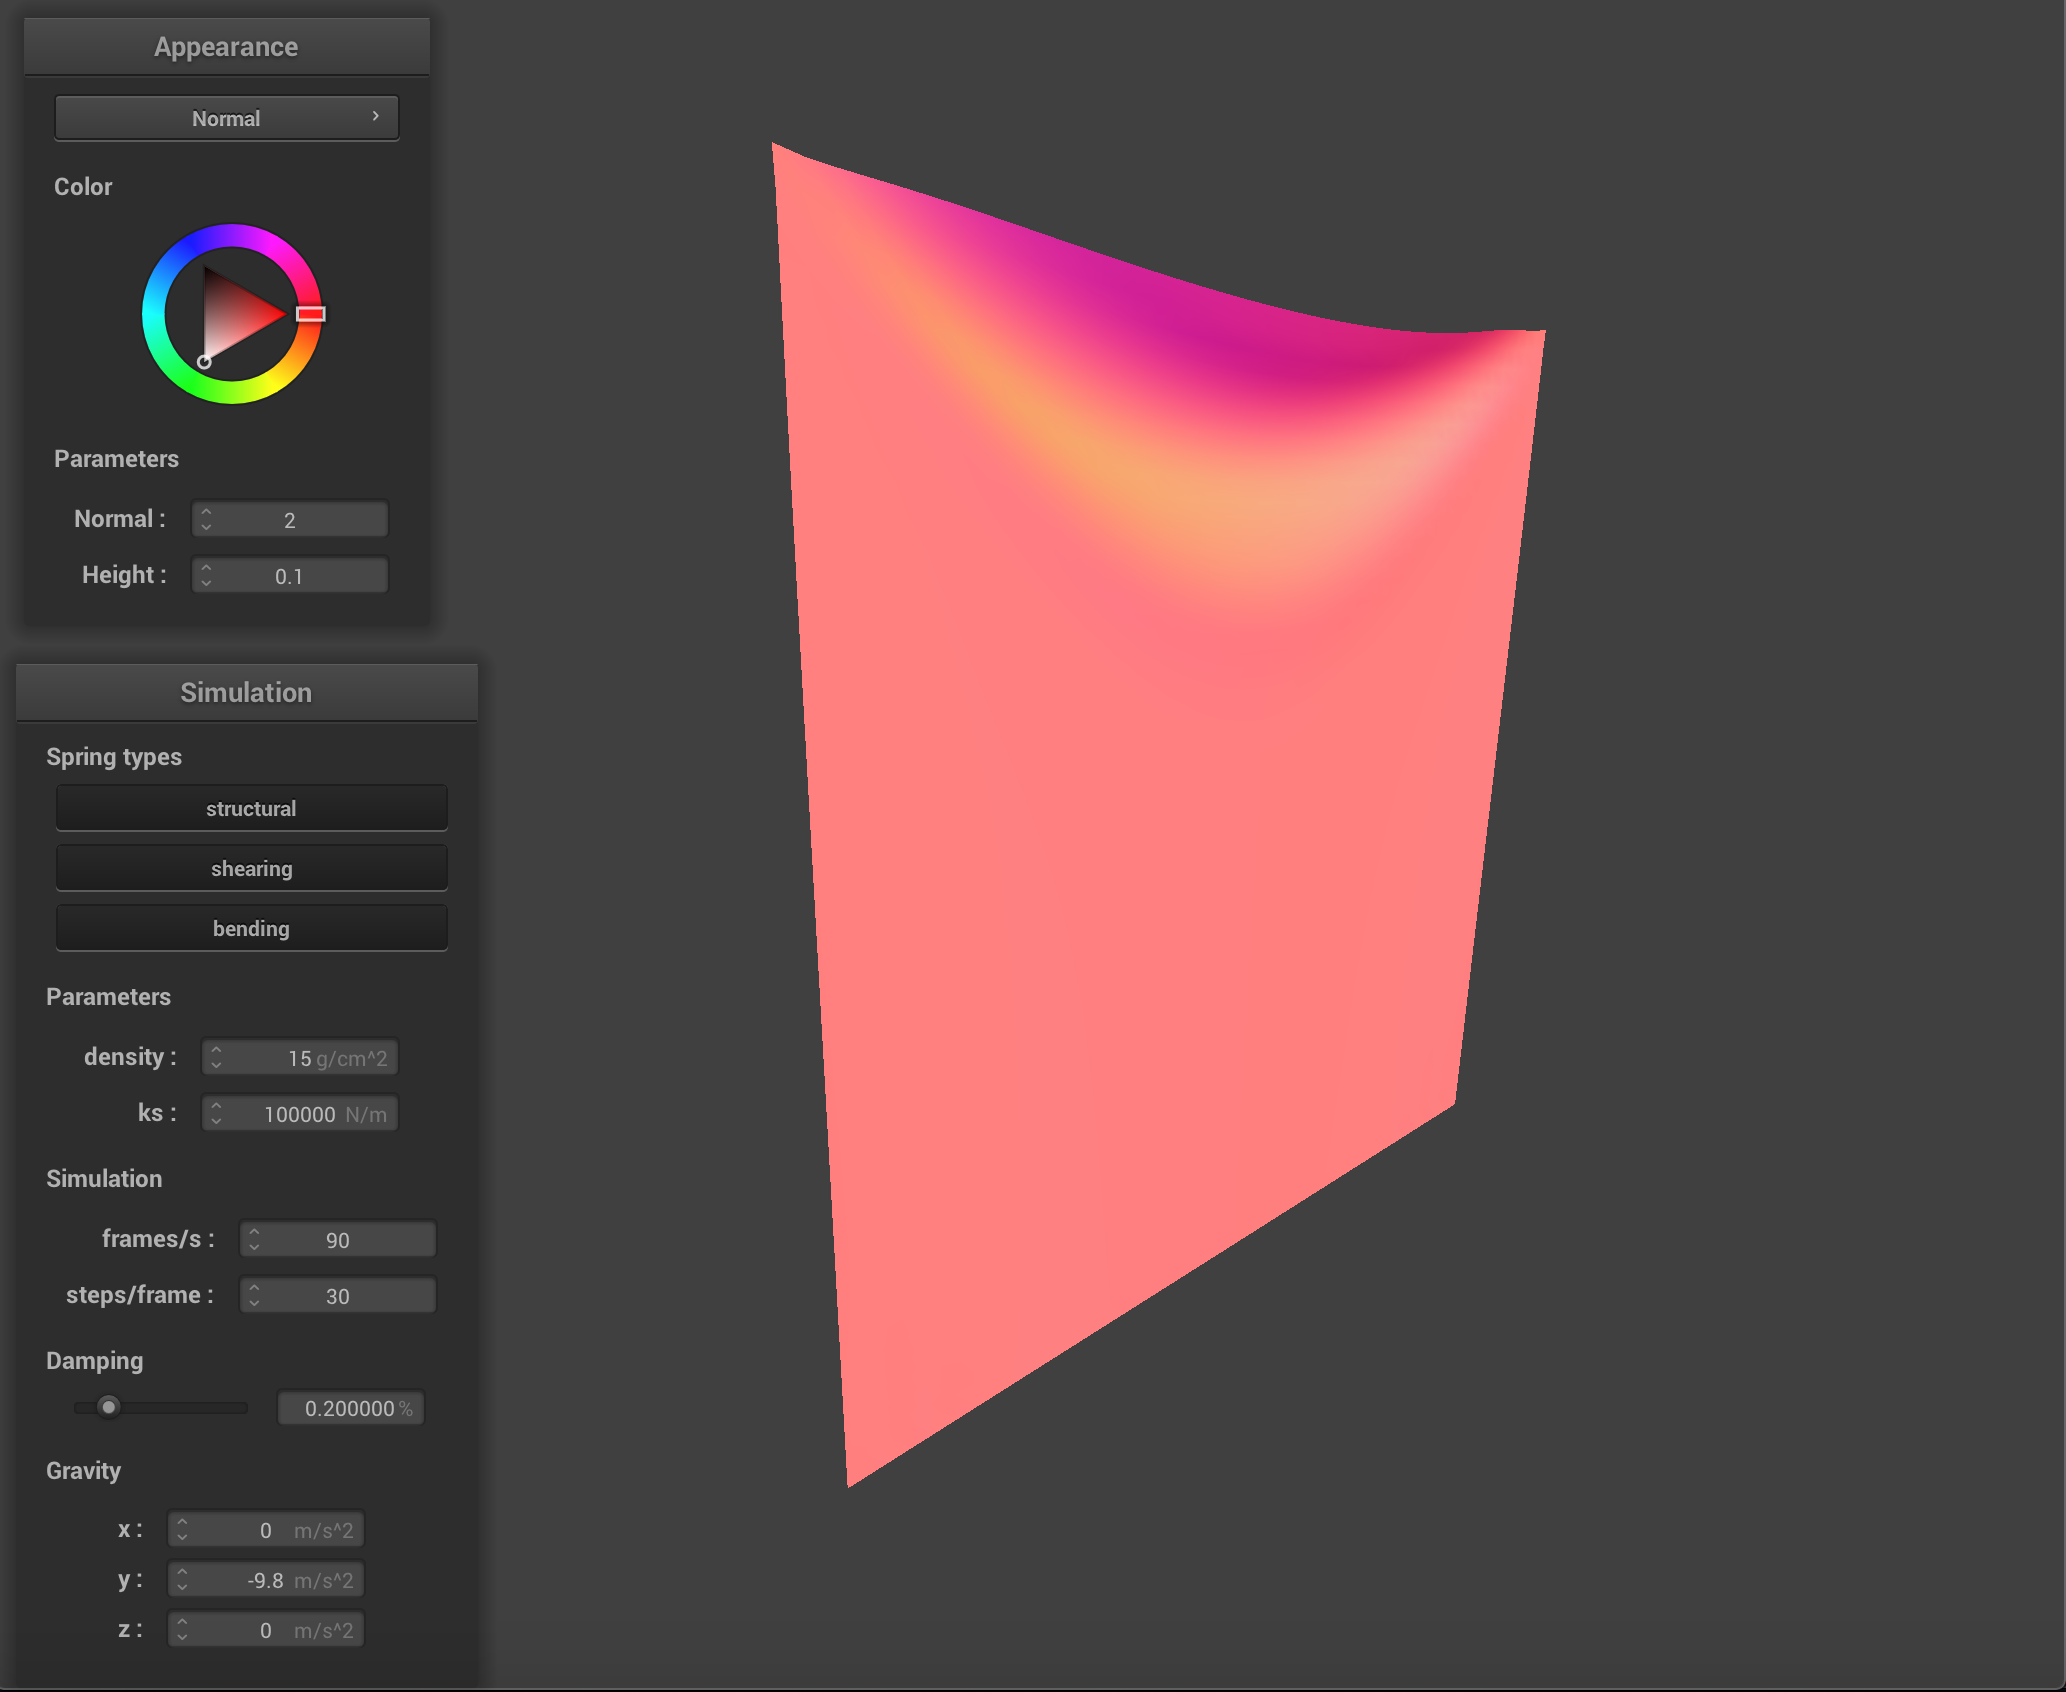 Appearance
Normal
Color
Parameters
Normal : 2
Height : 0.1
Simulation
Spring types
structural
shearing
bending
Parameters
density : 15 g/cm^2
ks : 100000 N/m
Simulation
frames/s : 90
steps/frame : 30
Damping
0.200000 %
Gravity
x : 0 m/s^2
y : -9.8 m/s^2
z : 0 m/s^2